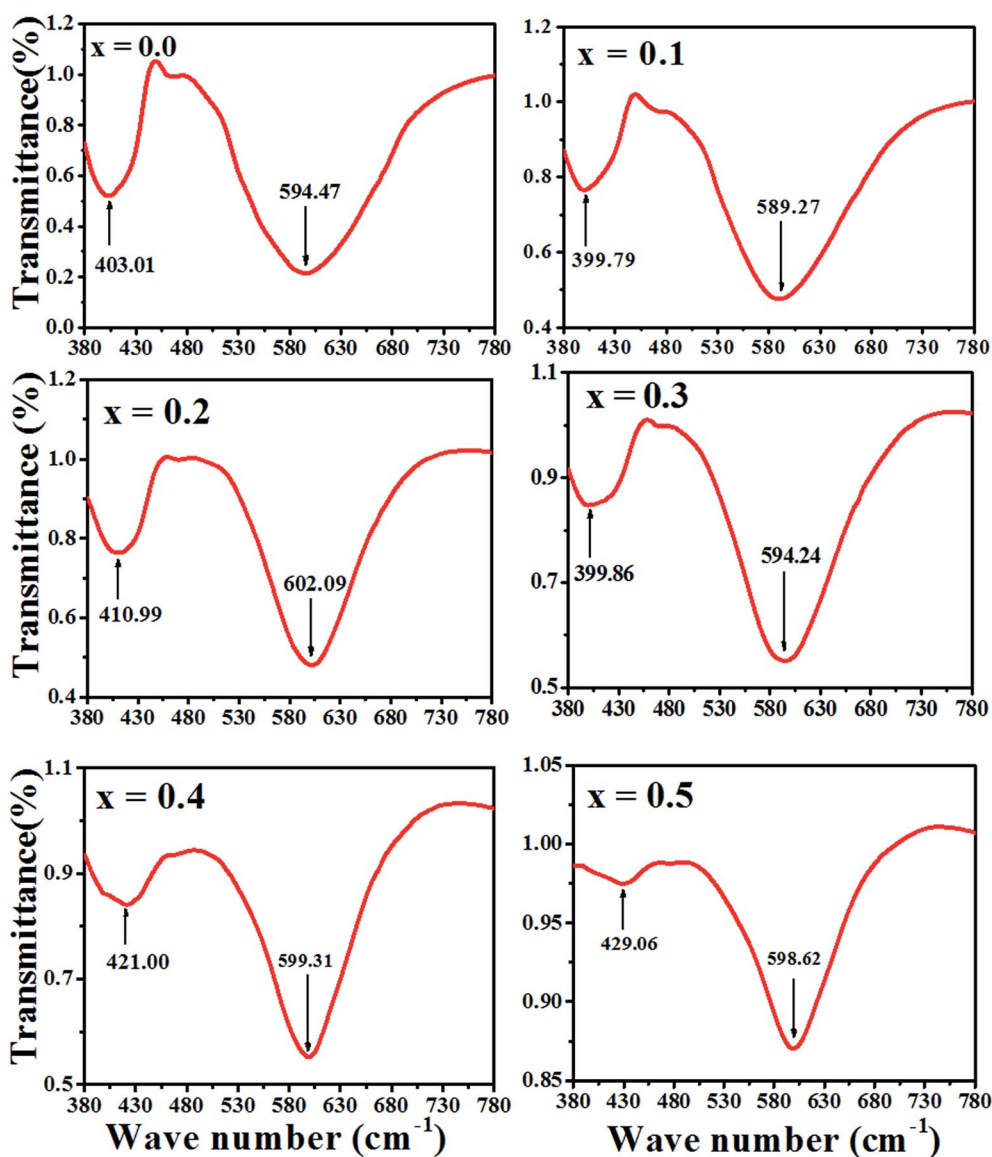 Transmittance(%)
x = 0.0
1.2
1.0
0.8
0.6
0.4
0.2
0.0
403.01
594.47
380 430 480 530 580 630 680 730 780
x = 0.1
1.2
1.0
0.8
0.6
0.4
399.79
589.27
380 430 480 530 580 630 680 730 780
Transmittance (%)
x = 0.2
1.2
1.0
0.8
0.6
0.4
410.99
602.09
380 430 480 530 580 630 680 730 780
x = 0.3
1.1
0.9
0.7
0.5
399.86
594.24
380 430 480 530 580 630 680 730 780
Transmittance(%)
x = 0.4
1.1
0.9
0.7
0.5
421.00
599.31
380 430 480 530 580 630 680 730 780
Wave number (cm⁻¹)
x = 0.5
1.05
1.00
0.95
0.90
0.85
429.06
598.62
380 430 480 530 580 630 680 730 780
Wave number (cm⁻¹)